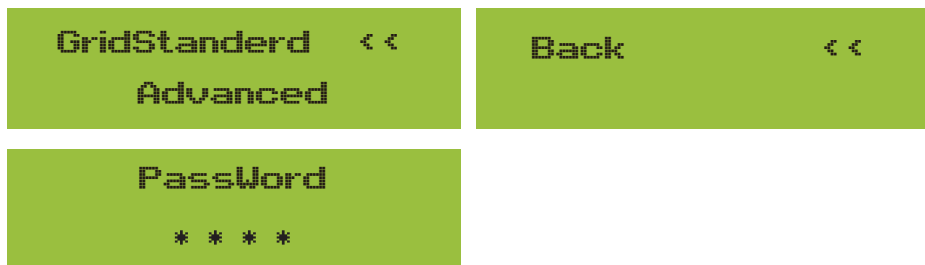 GridStanderd <<
Advanced
Back <<
PassWord
* * * *